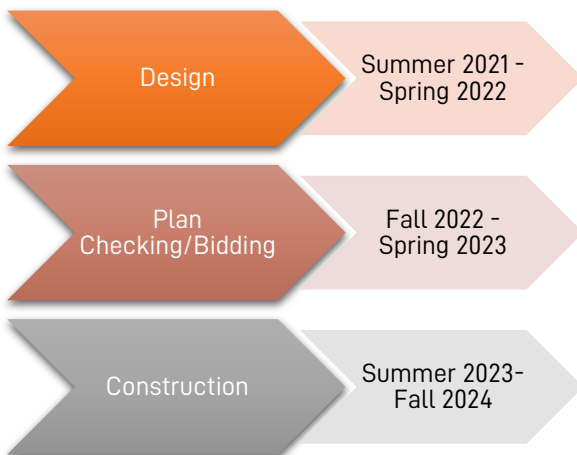 Design
Summer 2021 -
Spring 2022
Plan
Checking/Bidding
Fall 2022 -
Spring 2023
Construction
Summer 2023-
Fall 2024